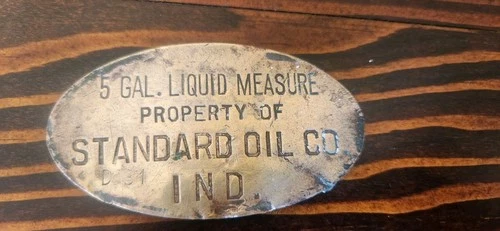 5 GAL. LIQUID MEASURE
PROPERTY OF
STANDARD OIL CO
IND.